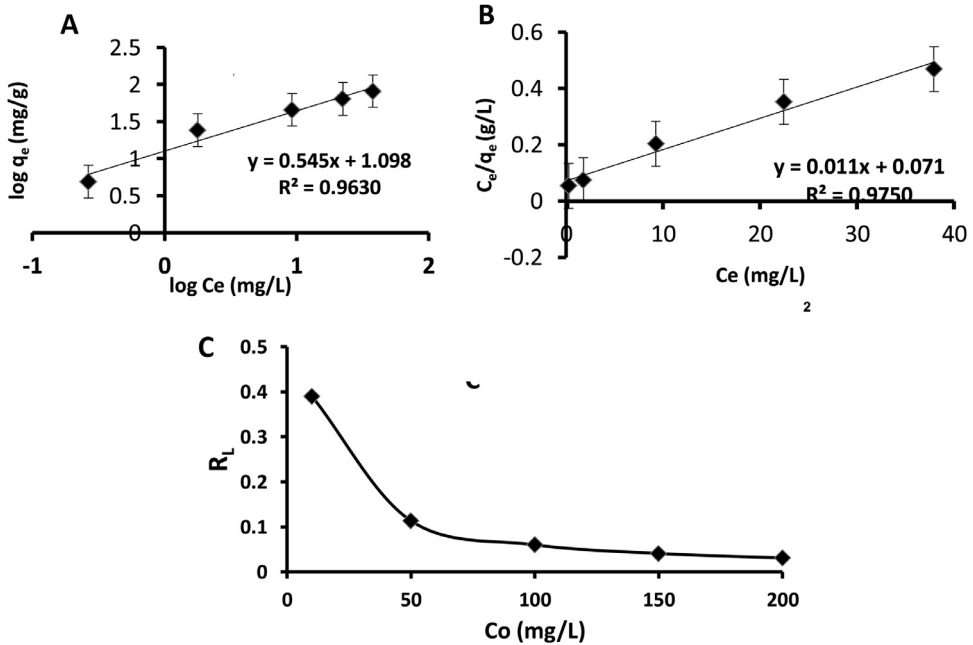 A
2.5
2
1.5
1
0.5
0
-1 0 1 2
log qe (mg/g)
y = 0.545x + 1.098
R² = 0.9630
log Ce (mg/L)
B
0.6
0.4
0.2
0
-0.2
0 10 20 30 40
Ce/qe (g/L)
y = 0.011x + 0.071
R² = 0.9750
Ce (mg/L)
2
C
0.5
0.4
0.3
0.2
0.1
0
0 50 100 150 200
RL
Co (mg/L)